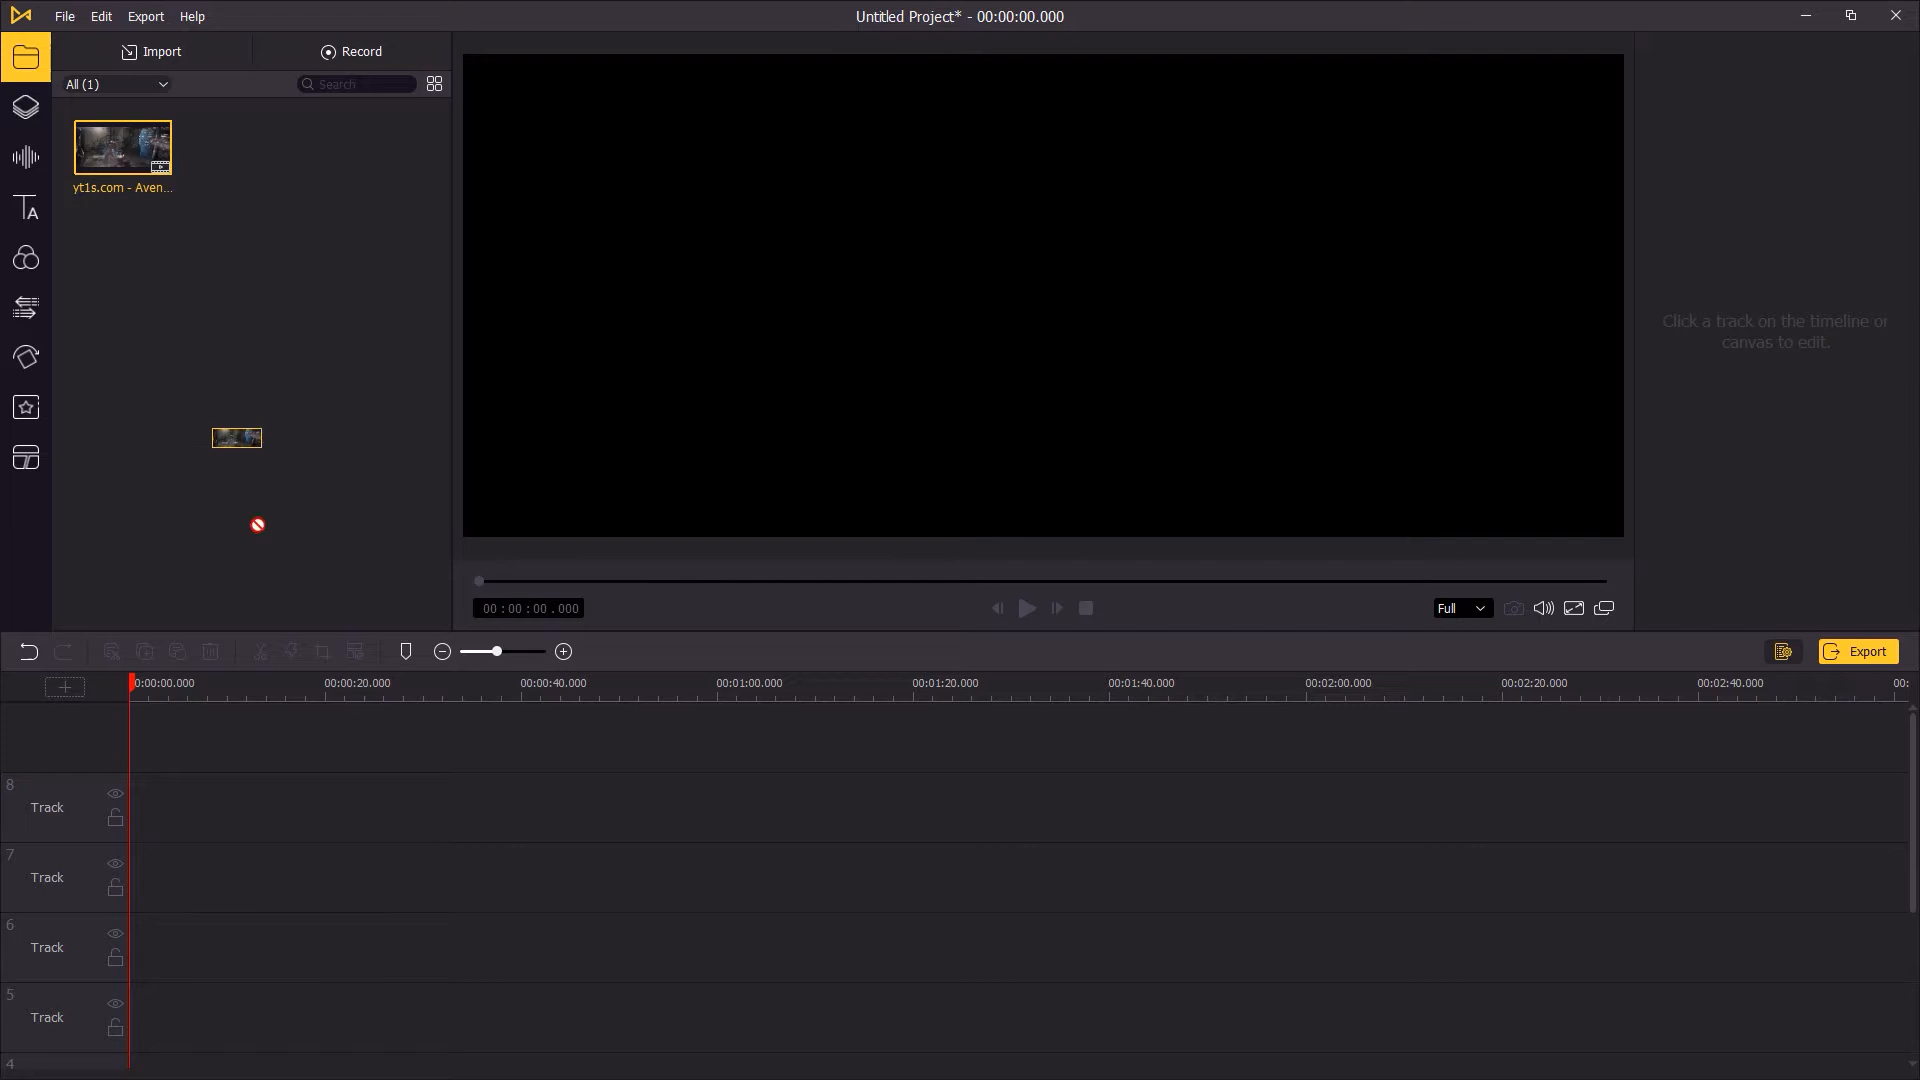 File Edit Export Help
Untitled Project* - 00:00:00.000
Import
Record
All (1)
Search
yt1s.com - Aven...
Click a track on the timeline or
canvas to edit.
00:00:00.000
Full
Export
0:00:00.000
00:00:20.000
00:00:40.000
00:01:00.000
00:01:20.000
00:01:40.000
00:02:00.000
00:02:20.000
00:02:40.000
00:
8
Track
7
Track
6
Track
5
Track
4